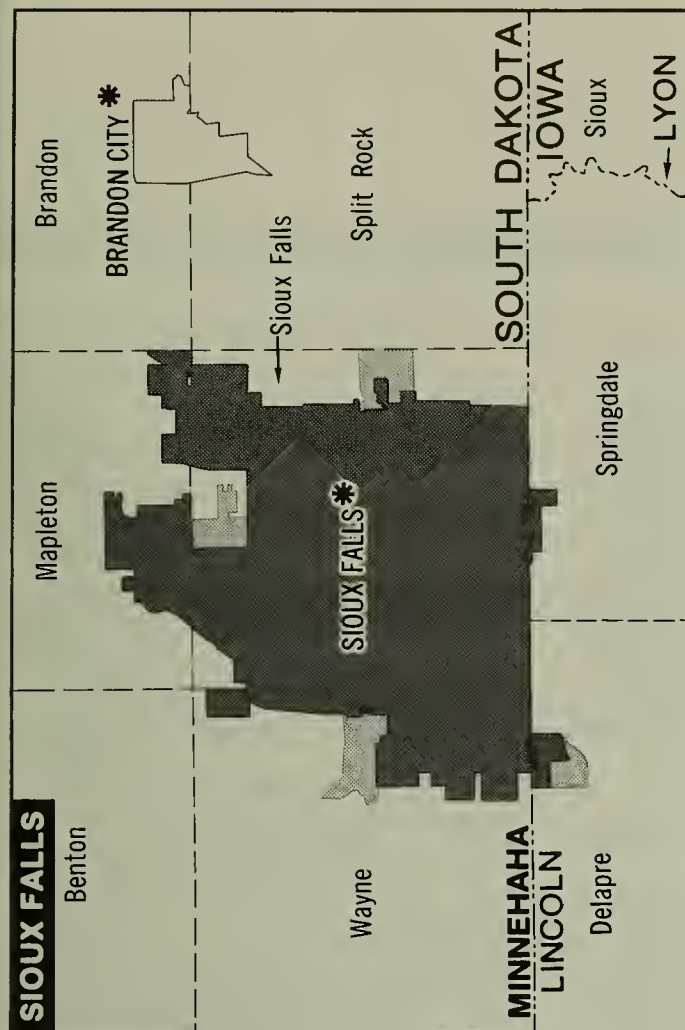 SIOUX FALLS
Benton
Mapleton
Brandon
BRANDON CITY *
Sioux Falls
Wayne
SIOUX FALLS *
Split Rock
MINNEHAHA
LINCOLN
SOUTH DAKOTA
IOWA
Delapre
Springdale
Sioux
LYON